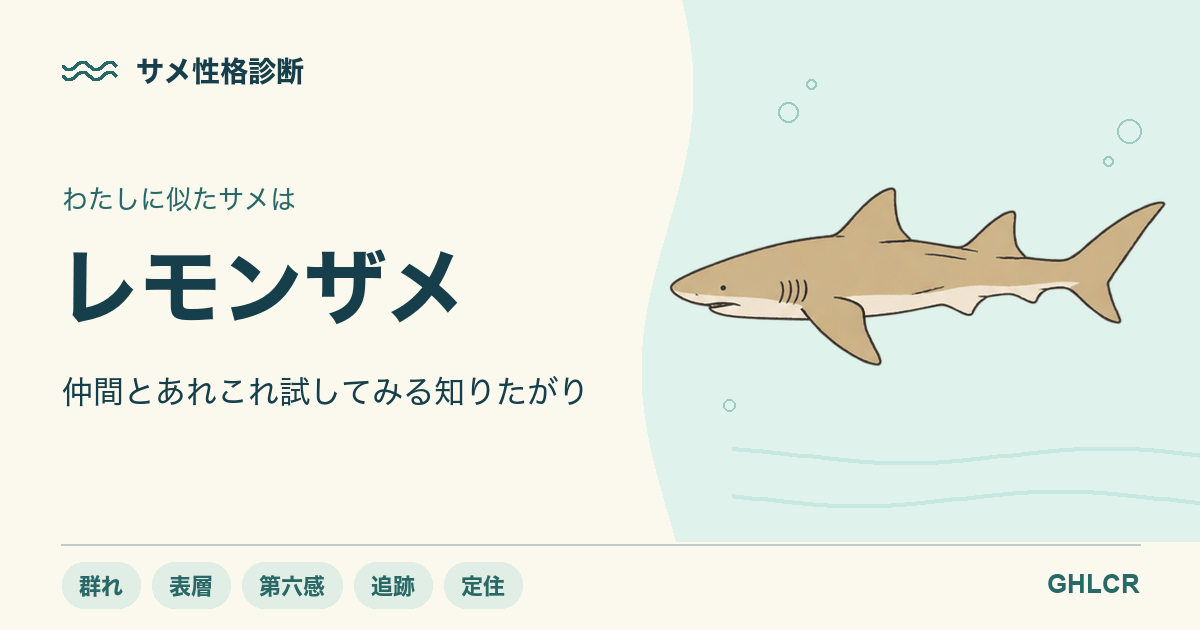 サメ性格診断
わたしに似たサメは
レモンザメ
仲間とあれこれ試してみる知りたがり
群れ 表層 第六感 追跡 定住
GHLCR